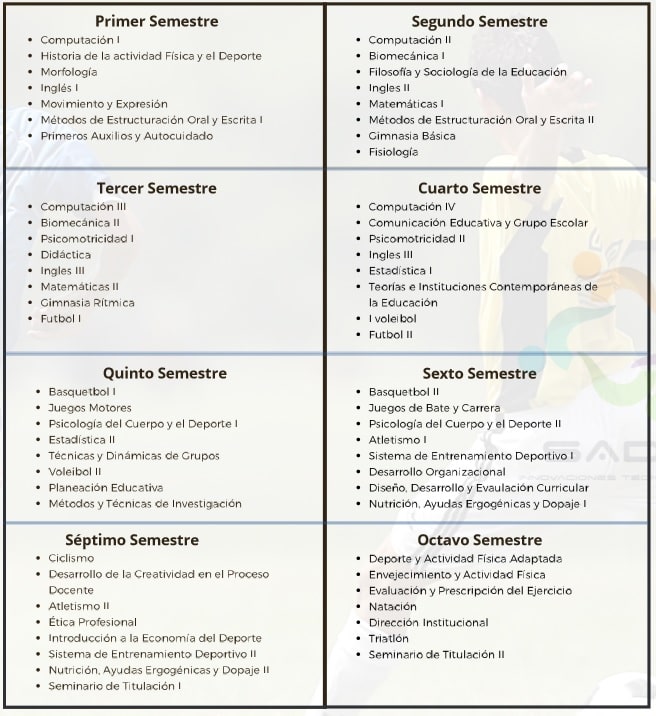 Primer Semestre
Computación I
Historia de la actividad Física y el Deporte
Morfología
Inglés I
Movimiento y Expresión
Métodos de Estructuración Oral y Escrita I
Primeros Auxilios y Autocuidado
Segundo Semestre
Computación II
Biomecánica I
Filosofía y Sociología de la Educación
Ingles II
Matemáticas I
Métodos de Estructuración Oral y Escrita II
Gimnasia Básica
Fisiología
Tercer Semestre
Computación III
Biomecánica II
Psicomotricidad I
Didáctica
Ingles III
Matemáticas II
Gimnasia Rítmica
Futbol I
Cuarto Semestre
Computación IV
Comunicación Educativa y Grupo Escolar
Psicomotricidad II
Ingles III
Estadística I
Teorías e Instituciones Contemporáneas de
la Educación
I voleibol
Futbol II
Quinto Semestre
Basquetbol I
Juegos Motores
Psicología del Cuerpo y el Deporte I
Estadística II
Técnicas y Dinámicas de Grupos
Voleibol II
Planeación Educativa
Métodos y Técnicas de Investigación
Sexto Semestre
Basquetbol II
Juegos de Bate y Carrera
Psicología del Cuerpo y el Deporte II
Atletismo I
Sistema de Entrenamiento Deportivo I
Desarrollo Organizacional
Diseño, Desarrollo y Evaulación Curricular
Nutrición, Ayudas Ergogénicas y Dopaje I
Séptimo Semestre
Ciclismo
Desarrollo de la Creatividad en el Proceso
Docente
Atletismo II
Ética Profesional
Introducción a la Economía del Deporte
Sistema de Entrenamiento Deportivo II
Nutrición, Ayudas Ergogénicas y Dopaje II
Seminario de Titulación I
Octavo Semestre
Deporte y Actividad Física Adaptada
Envejecimiento y Actividad Física
Evaluación y Prescripción del Ejercicio
Natación
Dirección Institucional
Triatlón
Seminario de Titulación II